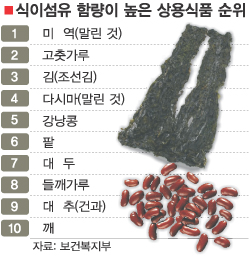 ■식이섬유 함량이 높은 상용식품 순위
1 미 역(말린 것)
2 고춧가루
3 김(조선김)
4 다시마(말린 것)
5 강낭콩
6 팥
7 대 두
8 들깨가루
9 대 추(건과)
10 깨
자료: 보건복지부